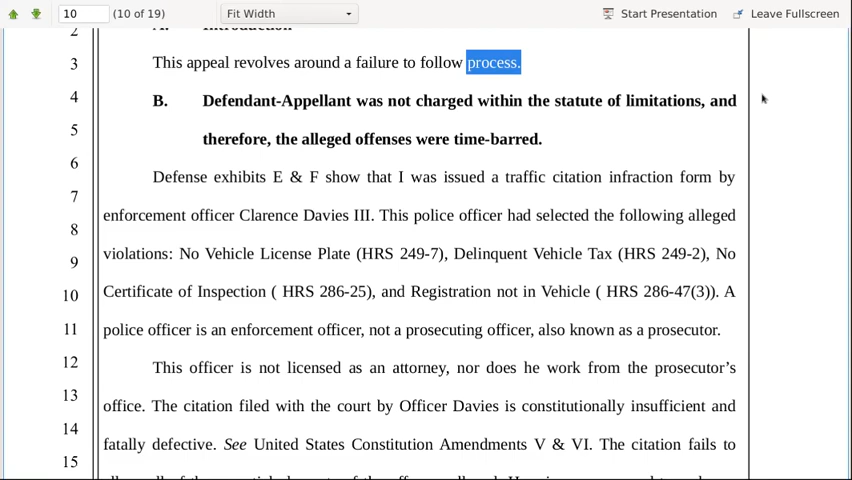 10 (10 of 19) Fit Width Start Presentation Leave Fullscreen
2 A. Introduction
3 This appeal revolves around a failure to follow process.
4 B. Defendant-Appellant was not charged within the statute of limitations, and
5 therefore, the alleged offenses were time-barred.
6 Defense exhibits E & F show that I was issued a traffic citation infraction form by
7 enforcement officer Clarence Davies III. This police officer had selected the following alleged
8 violations: No Vehicle License Plate (HRS 249-7), Delinquent Vehicle Tax (HRS 249-2), No
9 Certificate of Inspection ( HRS 286-25), and Registration not in Vehicle ( HRS 286-47(3)). A
10 police officer is an enforcement officer, not a prosecuting officer, also known as a prosecutor.
11 This officer is not licensed as an attorney, nor does he work from the prosecutor’s
12 office. The citation filed with the court by Officer Davies is constitutionally insufficient and
13 fatally defective. See United States Constitution Amendments V & VI. The citation fails to
14
15